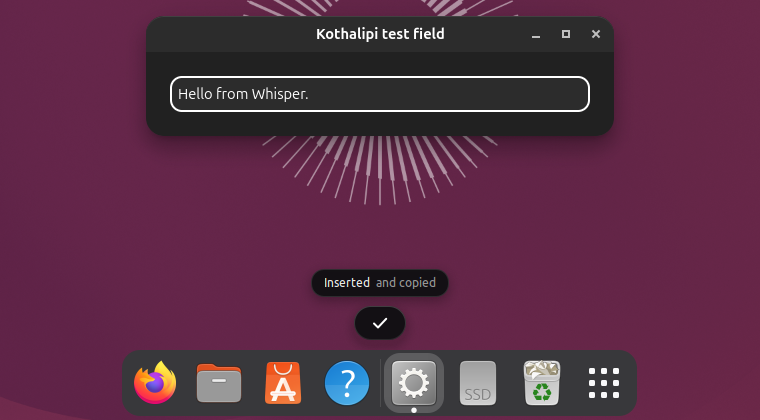 Kothalipi test field
Hello from Whisper.
Inserted and copied
SSD